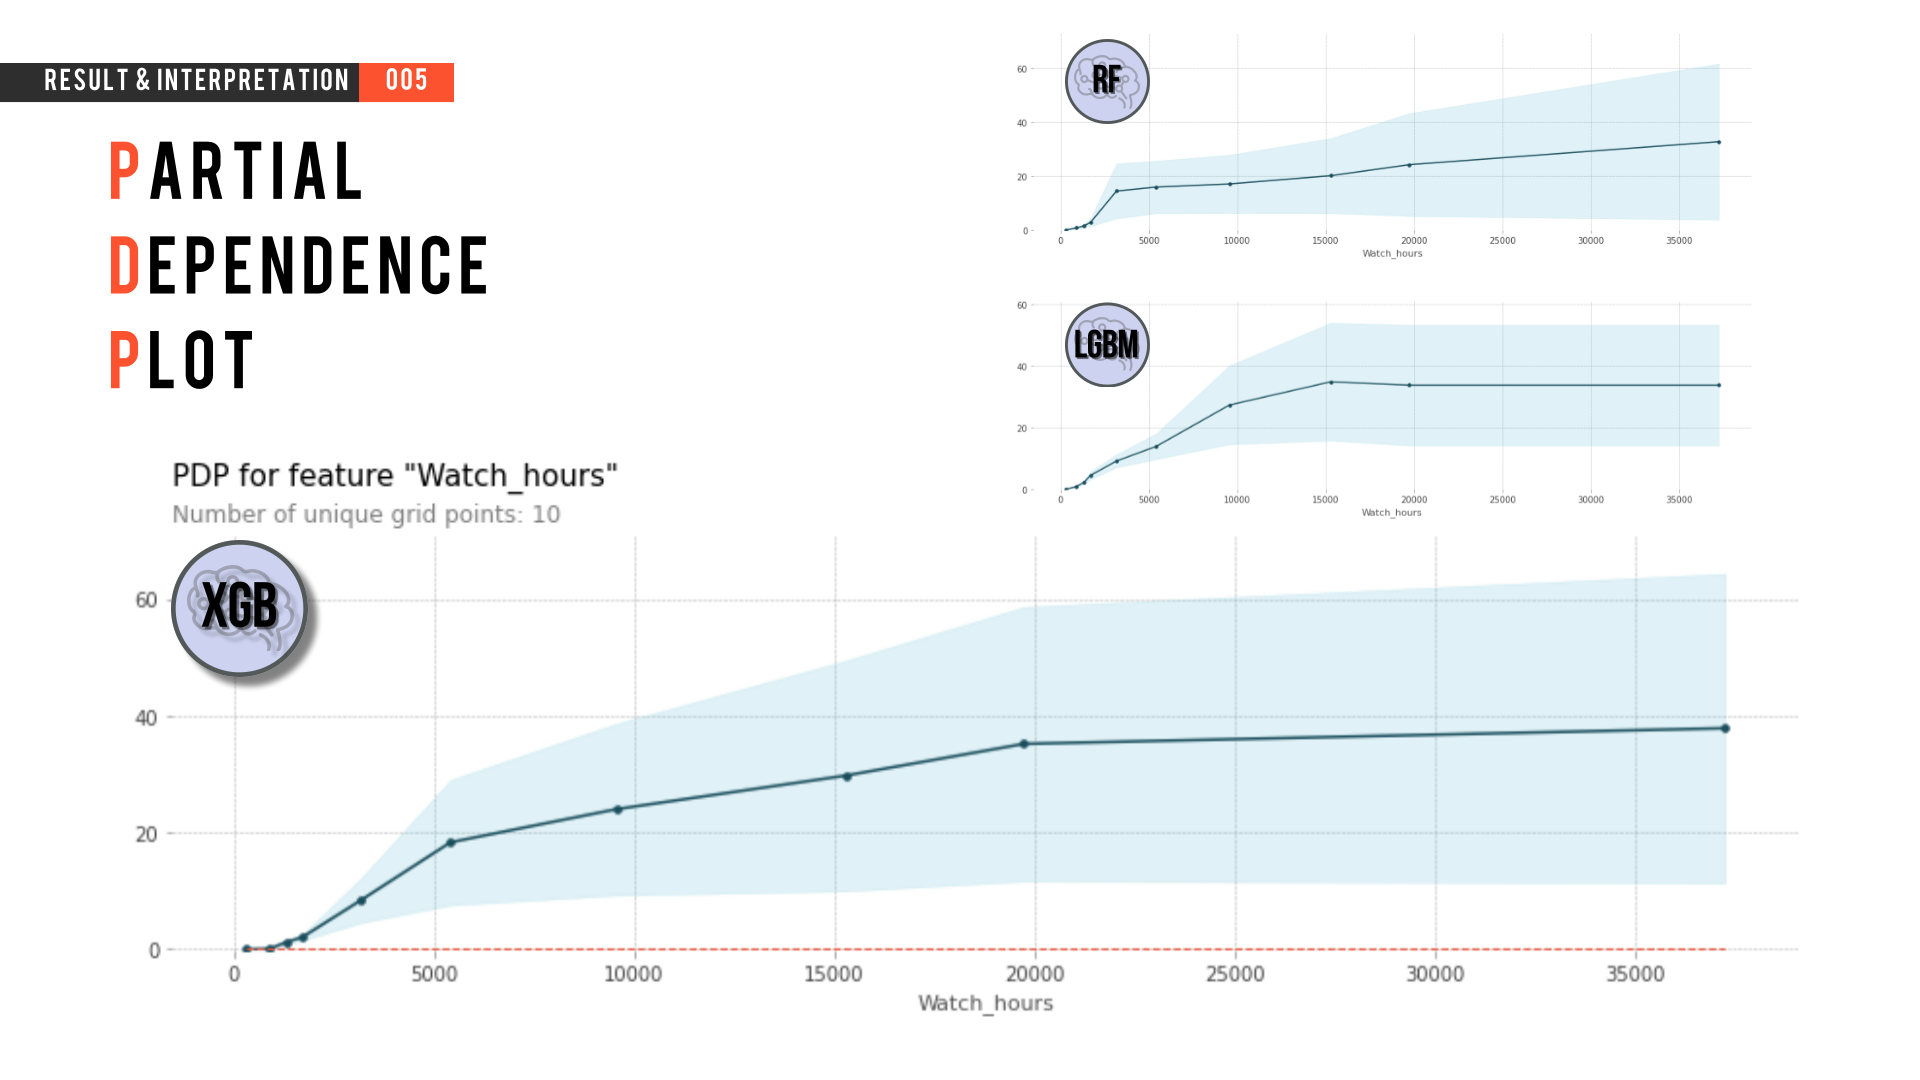 RESULT & INTERPRETATION 005
PARTIAL
DEPENDENCE
PLOT
RF
60
40
20
0
0 5000 10000 15000 20000 25000 30000 35000
Watch_hours
LGBM
60
40
20
0
0 5000 10000 15000 20000 25000 30000 35000
Watch_hours
PDP for feature "Watch_hours"
Number of unique grid points: 10
XGB
60
40
20
0
0 5000 10000 15000 20000 25000 30000 35000
Watch_hours